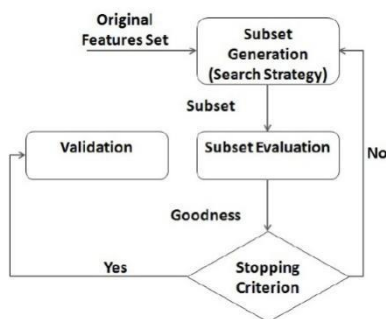 Original
Features Set
Subset
Generation
(Search Strategy)
Subset
Validation
Subset Evaluation
No
Goodness
Yes
Stopping
Criterion